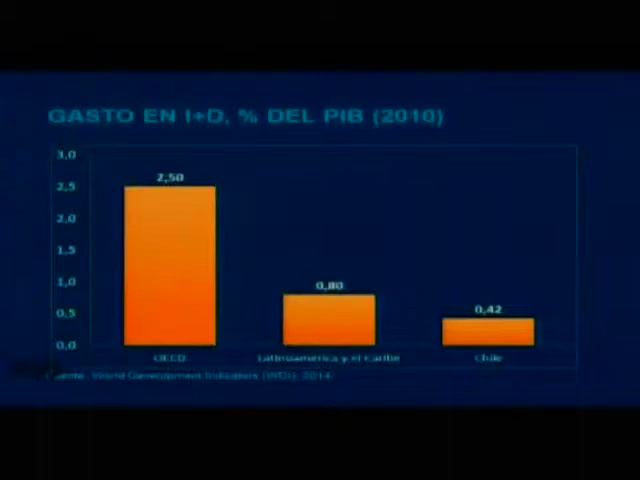 GASTO EN I+D, % DEL PIB (2010)
3,0
2,5
2,0
1,5
1,0
0,5
0,0
2,50
0,80
0,42
OECD
Latinoamérica y el Caribe
Chile
Fuente: World Development Indicators (WDI), 2014.